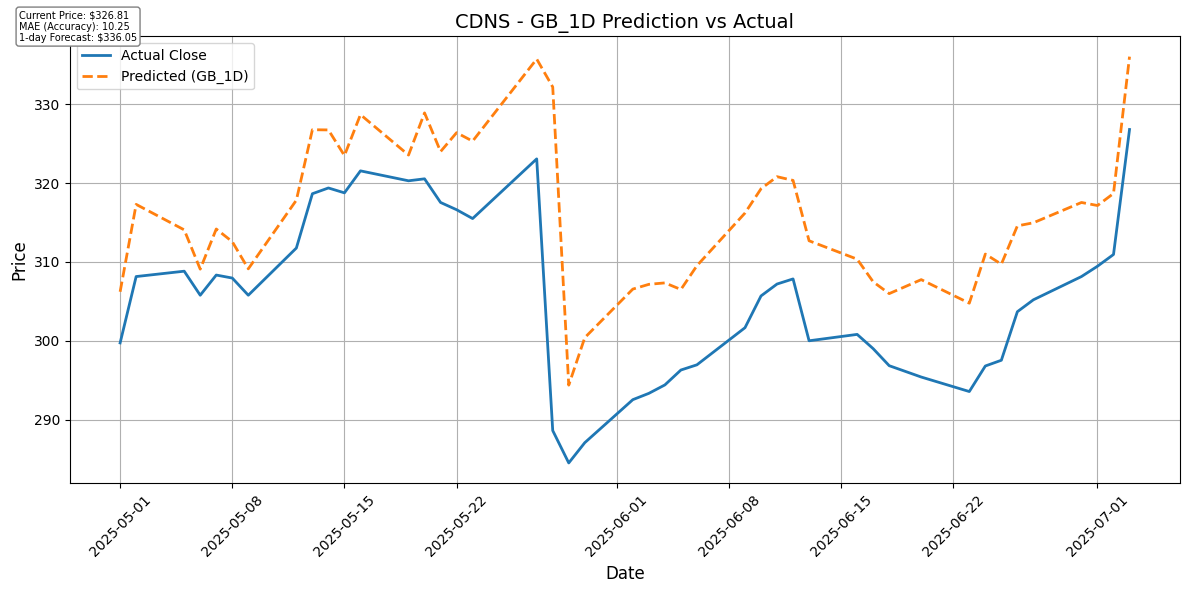 CDNS - GB_1D Prediction vs Actual
Current Price: $326.81
MAE (Accuracy): 10.25
1-day Forecast: $336.05
Actual Close
Predicted (GB_1D)
Price
330
320
310
300
290
2025-05-01
2025-05-08
2025-05-15
2025-05-22
2025-06-01
2025-06-08
2025-06-15
2025-06-22
2025-07-01
Date